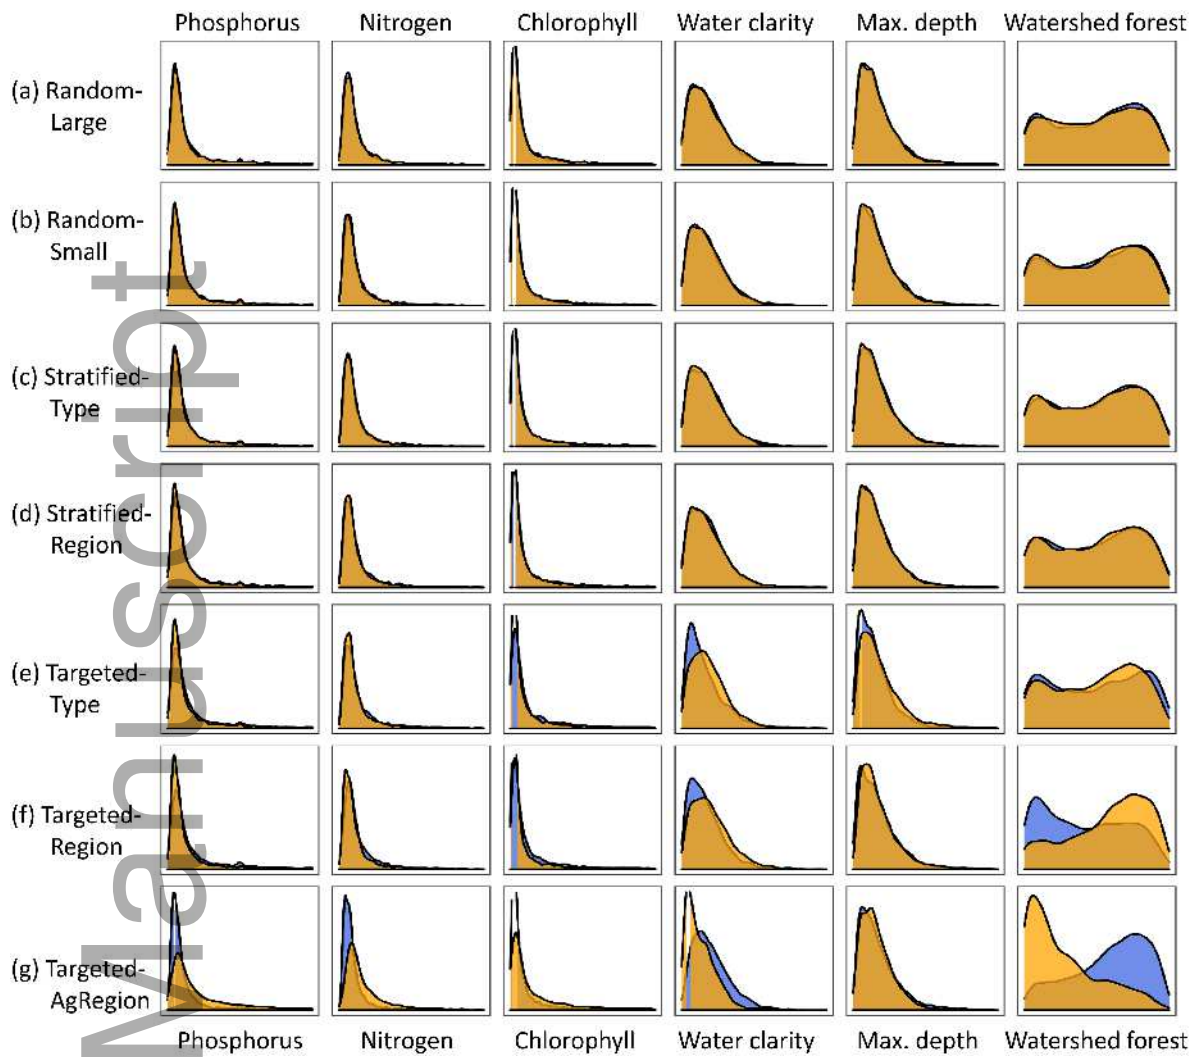 Phosphorus Nitrogen Chlorophyll Water clarity Max. depth Watershed forest
(a) Random-
Large
(b) Random-
Small
(c) Stratified-
Type
(d) Stratified-
Region
(e) Targeted-
Type
(f) Targeted-
Region
(g) Targeted-
AgRegion
Phosphorus Nitrogen Chlorophyll Water clarity Max. depth Watershed forest
Manuscript